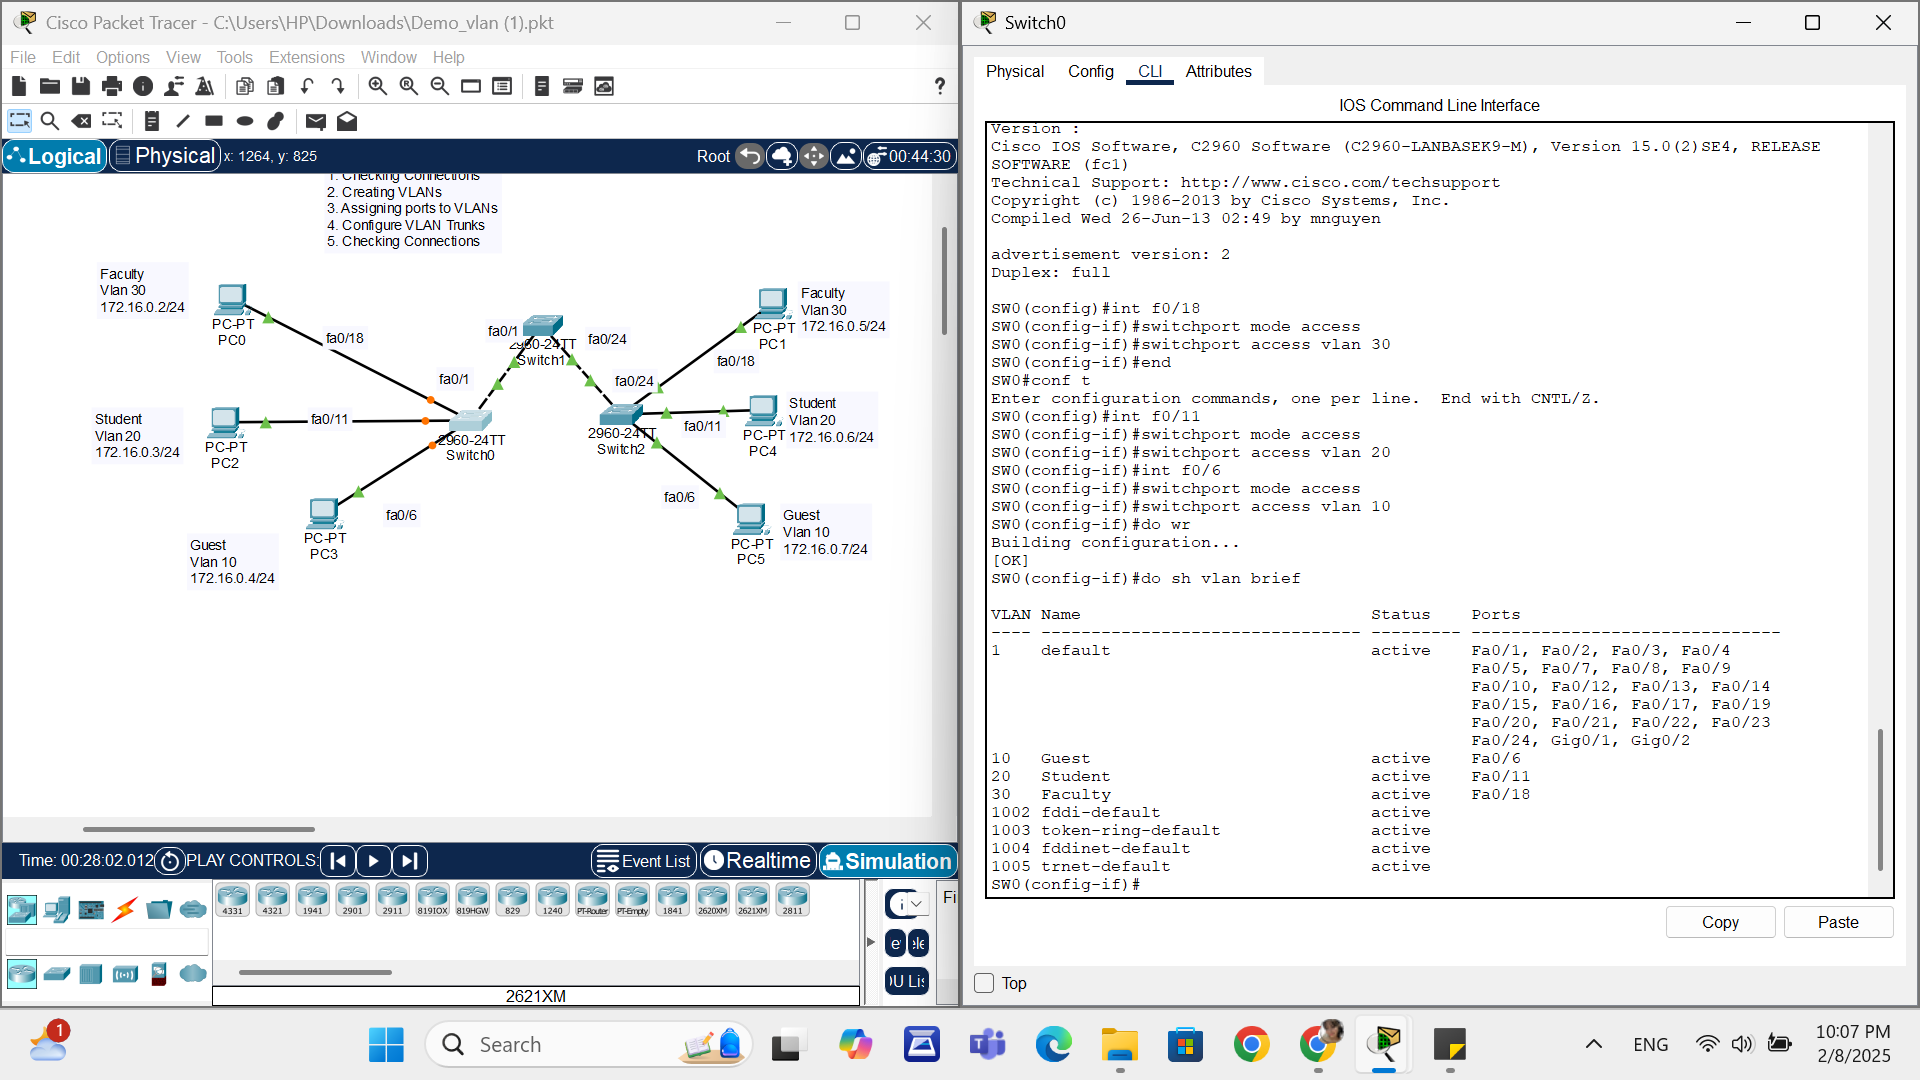 Cisco Packet Tracer - C:\Users\HP\Downloads\Demo_vlan (1).pkt
File Edit Options View Tools Extensions Window Help
?
Logical Physical x: 1264, y: 825 Root 00:44:30
1. Checking Connections
2. Creating VLANs
3. Assigning ports to VLANs
4. Configure VLAN Trunks
5. Checking Connections
Faculty
Vlan 30
172.16.0.2/24
PC-PT
PC0
fa0/18
fa0/1
2960-24TT
Switch1
fa0/24
Faculty
Vlan 30
172.16.0.5/24
PC-PT
PC1
fa0/18
fa0/1
fa0/24
Student
Vlan 20
172.16.0.3/24
PC-PT
PC2
fa0/11
2960-24TT
Switch0
2960-24TT
Switch2
fa0/11
PC-PT
PC4
Student
Vlan 20
172.16.0.6/24
fa0/6
PC-PT
PC3
Guest
Vlan 10
172.16.0.4/24
fa0/6
PC-PT
PC5
Guest
Vlan 10
172.16.0.7/24
Time: 00:28:02.012 PLAY CONTROLS: Event List Realtime Simulation
4331 4321 1941 2901 2911 819IOX 819HGW 829 1240 PT-Router PT-Empty 1841 2620XM 2621XM 2811
2621XM
Switch0
Physical Config CLI Attributes
IOS Command Line Interface
Version :
Cisco IOS Software, C2960 Software (C2960-LANBASEK9-M), Version 15.0(2)SE4, RELEASE
SOFTWARE (fc1)
Technical Support: http://www.cisco.com/techsupport
Copyright (c) 1986-2013 by Cisco Systems, Inc.
Compiled Wed 26-Jun-13 02:49 by mnguyen
advertisement version: 2
Duplex: full
SW0(config)#int f0/18
SW0(config-if)#switchport mode access
SW0(config-if)#switchport access vlan 30
SW0(config-if)#end
SW0#conf t
Enter configuration commands, one per line.  End with CNTL/Z.
SW0(config)#int f0/11
SW0(config-if)#switchport mode access
SW0(config-if)#switchport access vlan 20
SW0(config-if)#int f0/6
SW0(config-if)#switchport mode access
SW0(config-if)#switchport access vlan 10
SW0(config-if)#do wr
Building configuration...
[OK]
SW0(config-if)#do sh vlan brief
VLAN Name                             Status    Ports
---- -------------------------------- --------- -------------------------------
1    default                          active    Fa0/1, Fa0/2, Fa0/3, Fa0/4
Fa0/5, Fa0/7, Fa0/8, Fa0/9
Fa0/10, Fa0/12, Fa0/13, Fa0/14
Fa0/15, Fa0/16, Fa0/17, Fa0/19
Fa0/20, Fa0/21, Fa0/22, Fa0/23
Fa0/24, Gig0/1, Gig0/2
10   Guest                            active    Fa0/6
20   Student                          active    Fa0/11
30   Faculty                          active    Fa0/18
1002 fddi-default                     active
1003 token-ring-default               active
1004 fddinet-default                  active
1005 trnet-default                    active
SW0(config-if)#
Copy Paste
Top
1
Search
ENG
10:07 PM
2/8/2025